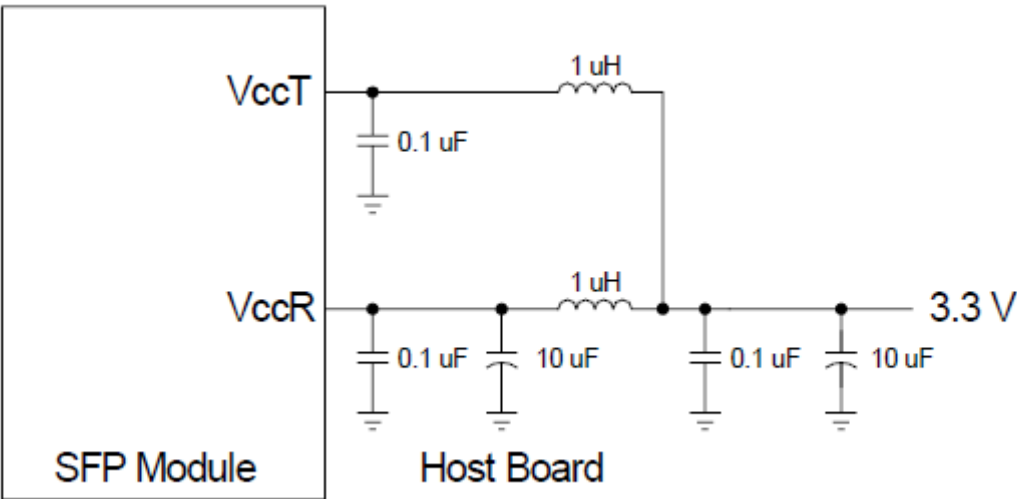 1 uH
VccT
0.1 uF
1 uH
VccR
3.3 V
0.1 uF
10 uF
0.1 uF
10 uF
SFP Module
Host Board